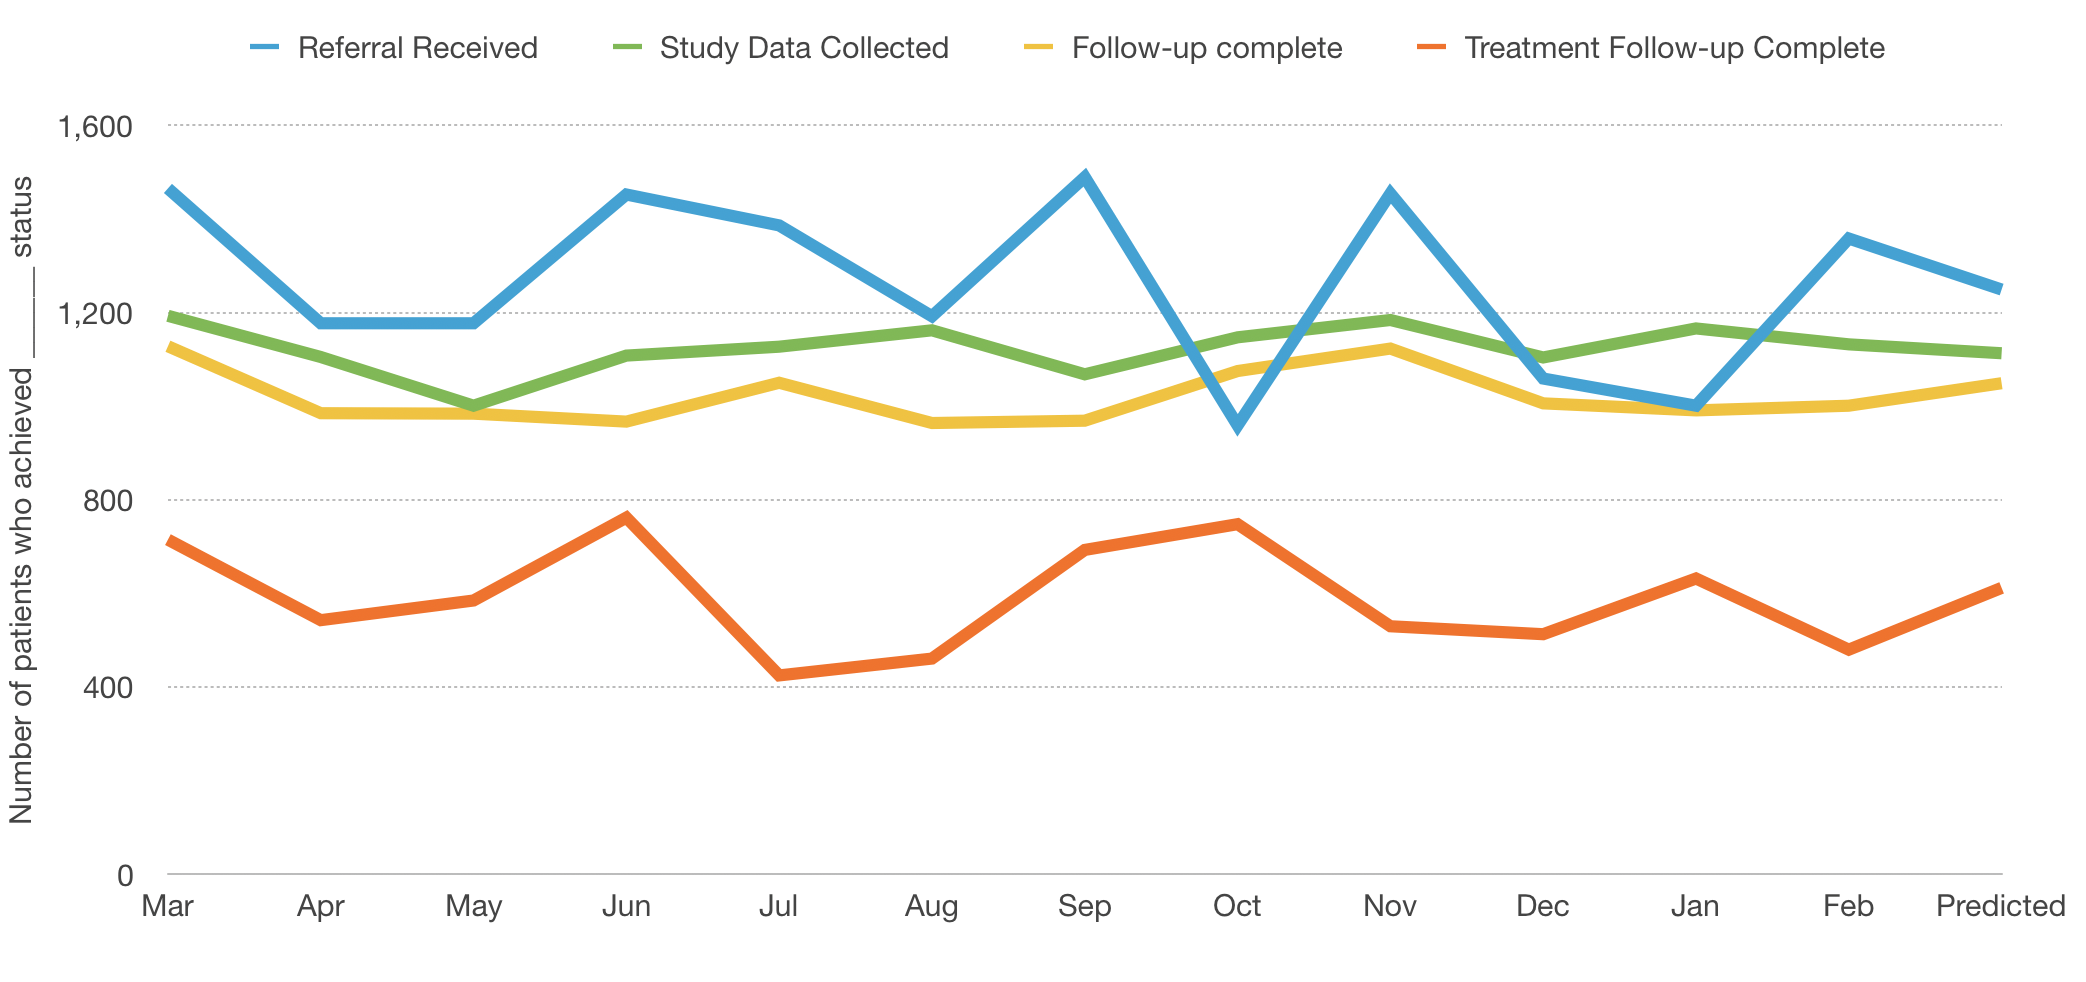 Referral Received Study Data Collected Follow-up complete Treatment Follow-up Complete
Number of patients who achieved ______ status
1,600
1,200
800
400
0
Mar Apr May Jun Jul Aug Sep Oct Nov Dec Jan Feb Predicted